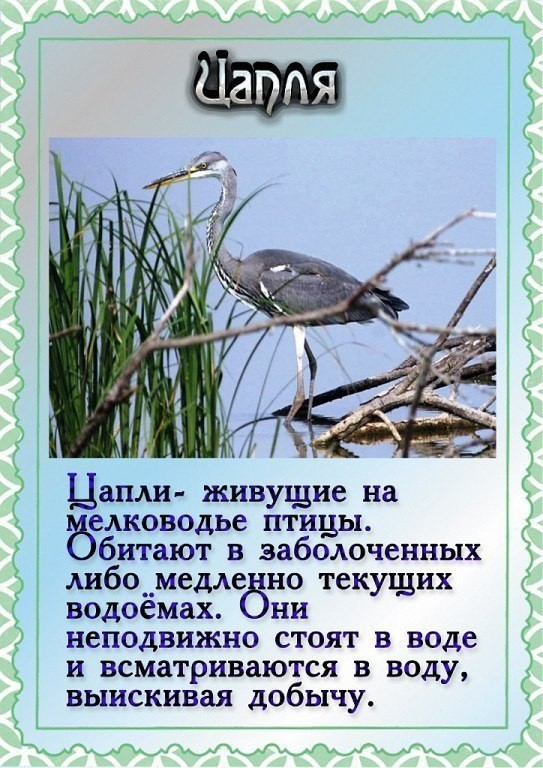 Цапля
Цапли- живущие на
мелководье птицы.
Обитают в заболоченных
либо медленно текущих
водоёмах. Они
неподвижно стоят в воде
и всматриваются в воду,
выискивая добычу.